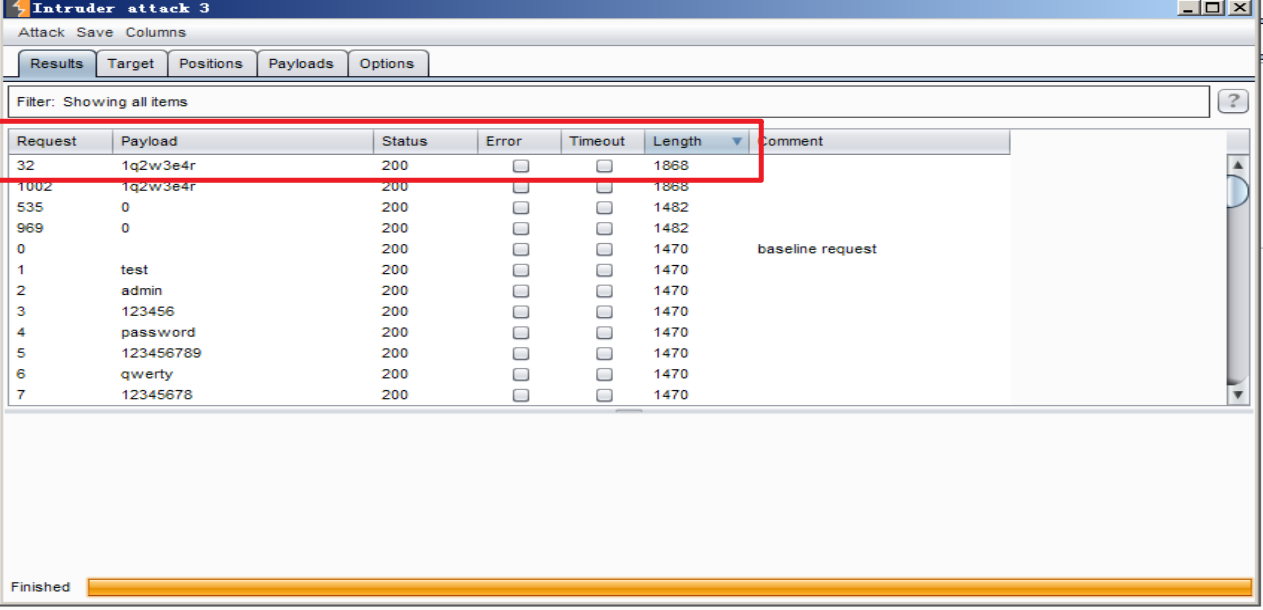 Intruder attack 3
Attack Save Columns
Results Target Positions Payloads Options
Filter: Showing all items ?
Request Payload Status Error Timeout Length Comment
32 1q2w3e4r 200 1868
1002 1q2w3e4r 200 1868
535 0 200 1482
969 0 200 1482
0 200 1470 baseline request
1 test 200 1470
2 admin 200 1470
3 123456 200 1470
4 password 200 1470
5 123456789 200 1470
6 qwerty 200 1470
7 12345678 200 1470
Finished